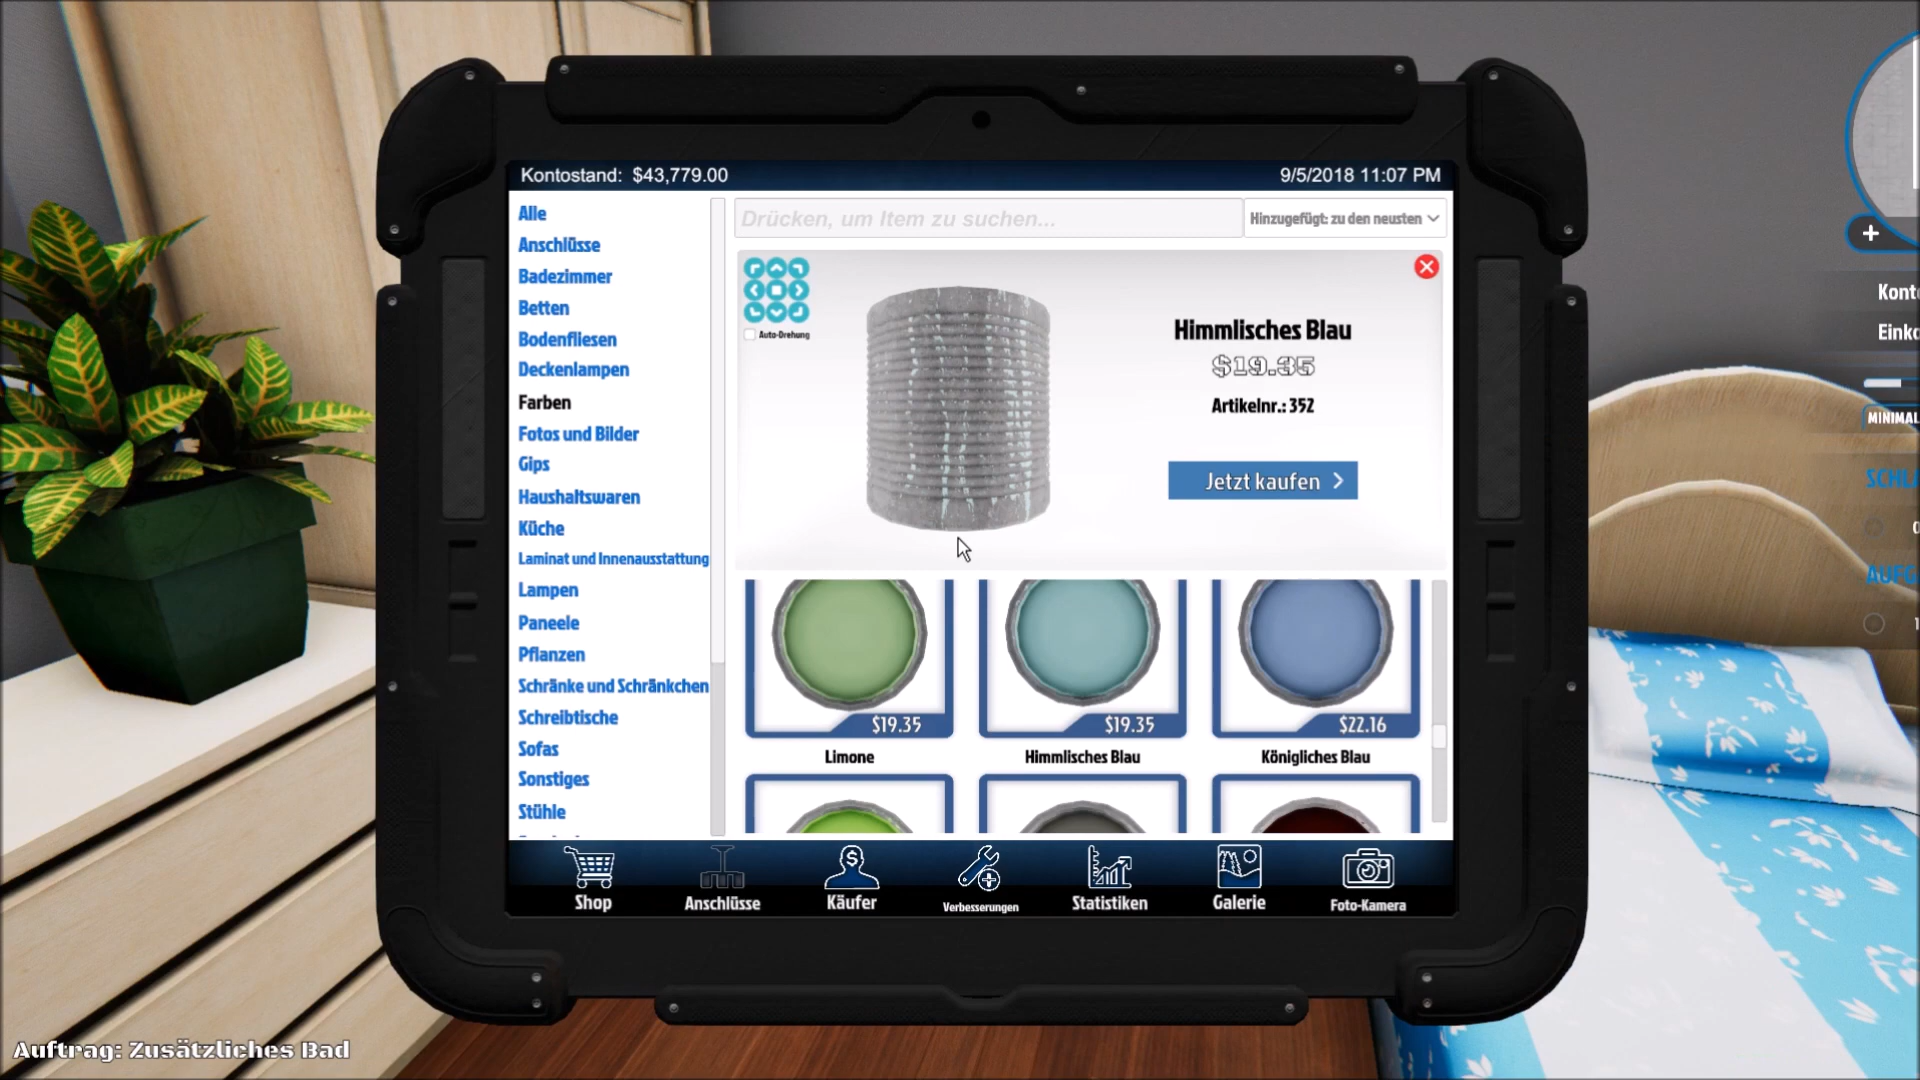 Kontostand: $43,779.00
9/5/2018 11:07 PM
Alle
Anschlüsse
Badezimmer
Betten
Bodenfliesen
Deckenlampen
Farben
Fotos und Bilder
Gips
Haushaltswaren
Küche
Laminat und Innenausstattung
Lampen
Paneele
Pflanzen
Schränke und Schränkchen
Schreibtische
Sofas
Sonstiges
Stühle
Drücken, um Item zu suchen...
Hinzugefügt: zu den neusten
Auto-Drehung
Himmlisches Blau
$19.35
Artikelnr.: 352
Jetzt kaufen
$19.35
$19.35
$22.16
Limone
Himmlisches Blau
Königliches Blau
Shop
Anschlüsse
Käufer
Verbesserungen
Statistiken
Galerie
Foto-Kamera
MINIMAL
Auftrag: Zusätzliches Bad